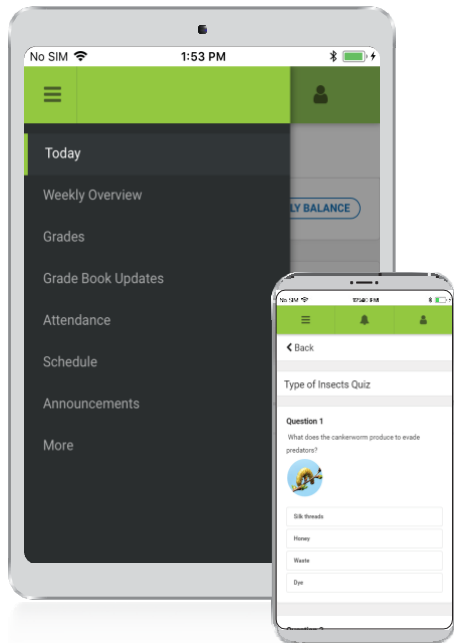 No SIM 1:53 PM
Today
Weekly Overview
LY BALANCE
Grades
Grade Book Updates
Attendance
Schedule
Announcements
More
No SIM PM
Back
Type of Insects Quiz
Question 1
What does the cankerworm produce to evade
predators?
Silk threads
Honey
Waste
Dye